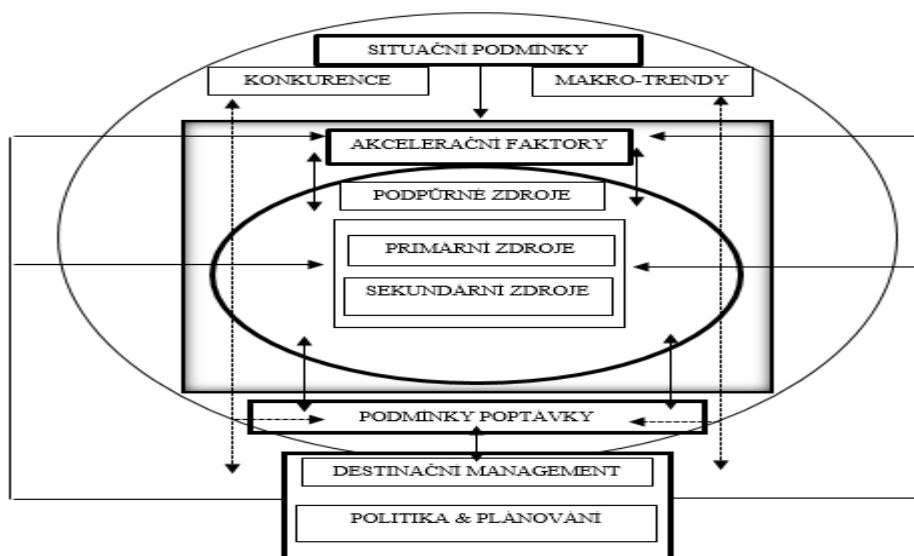 SITUAČNÍ PODMÍNKY
KONKURENCE
MAKRO-TRENDY
AKCELERAČNÍ FAKTORY
PODPŮRNÉ ZDROJE
PRIMÁRNÍ ZDROJE
SEKUNDÁRNÍ ZDROJE
PODMÍNKY POPTÁVKY
DESTINAČNÍ MANAGEMENT
POLITIKA & PLÁNOVÁNÍ